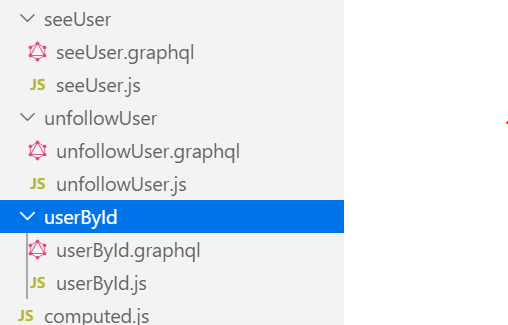 seeUser
seeUser.graphql
JS seeUser.js
unfollowUser
unfollowUser.graphql
JS unfollowUser.js
userById
userById.graphql
JS userById.js
JS computed.js